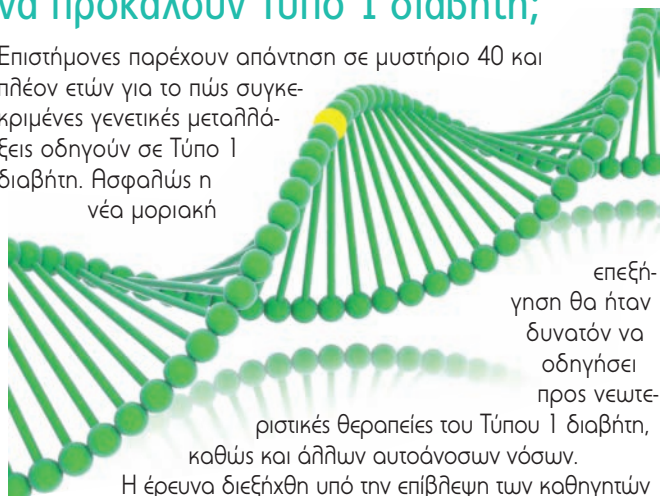 να προκαλούν Τύπο 1 διαβήτη;
Επιστήμονες παρέχουν απάντηση σε μυστήριο 40 και
πλέον ετών για το πώς συγκε-
κριμένες γενετικές μεταλλά-
ξεις οδηγούν σε Τύπο 1
διαβήτη. Ασφαλώς η
νέα μοριακή
επεξή-
γηση θα ήταν
δυνατόν να
οδηγήσει
προς νεωτε-
ριστικές θεραπείες του Τύπου 1 διαβήτη,
καθώς και άλλων αυτοάνοσων νόσων.
Η έρευνα διεξήχθη υπό την επίβλεψη των καθηγητών